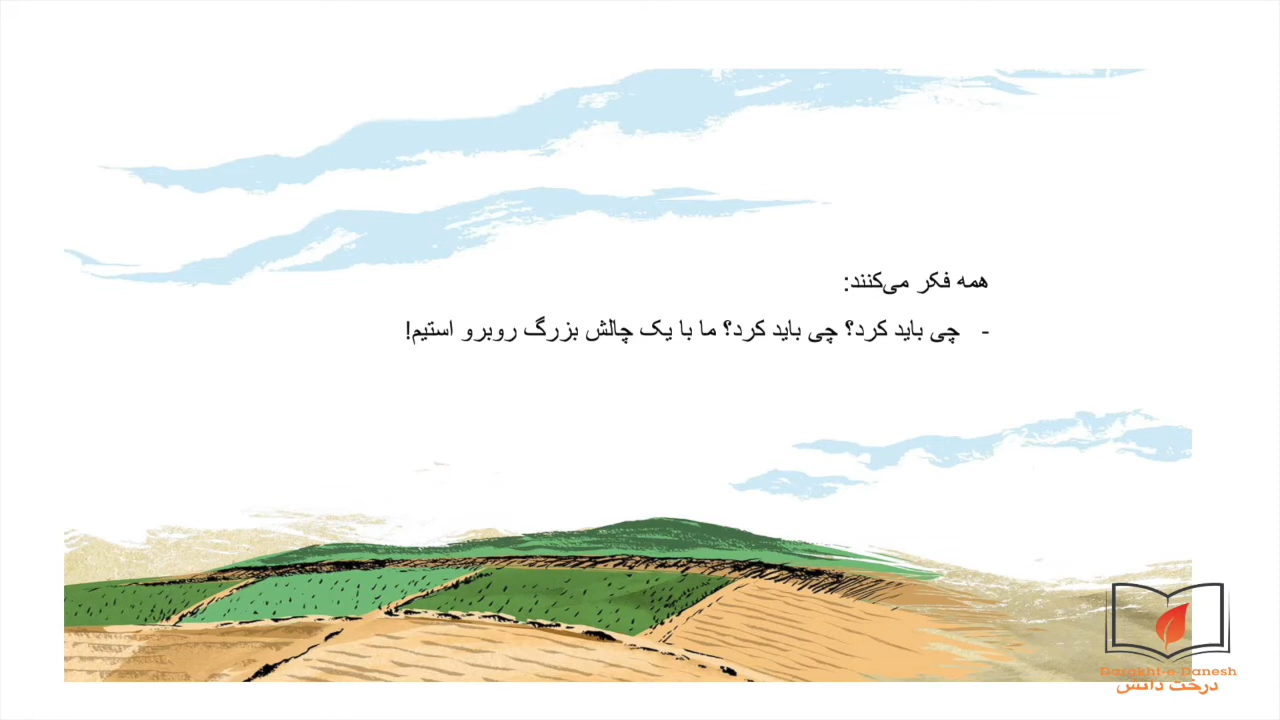 همه فکر می‌کنند:
- چی باید کرد؟ چی باید کرد؟ ما با یک چالش بزرگ روبرو استیم!
Darakht-e-Danesh
درخت دانش